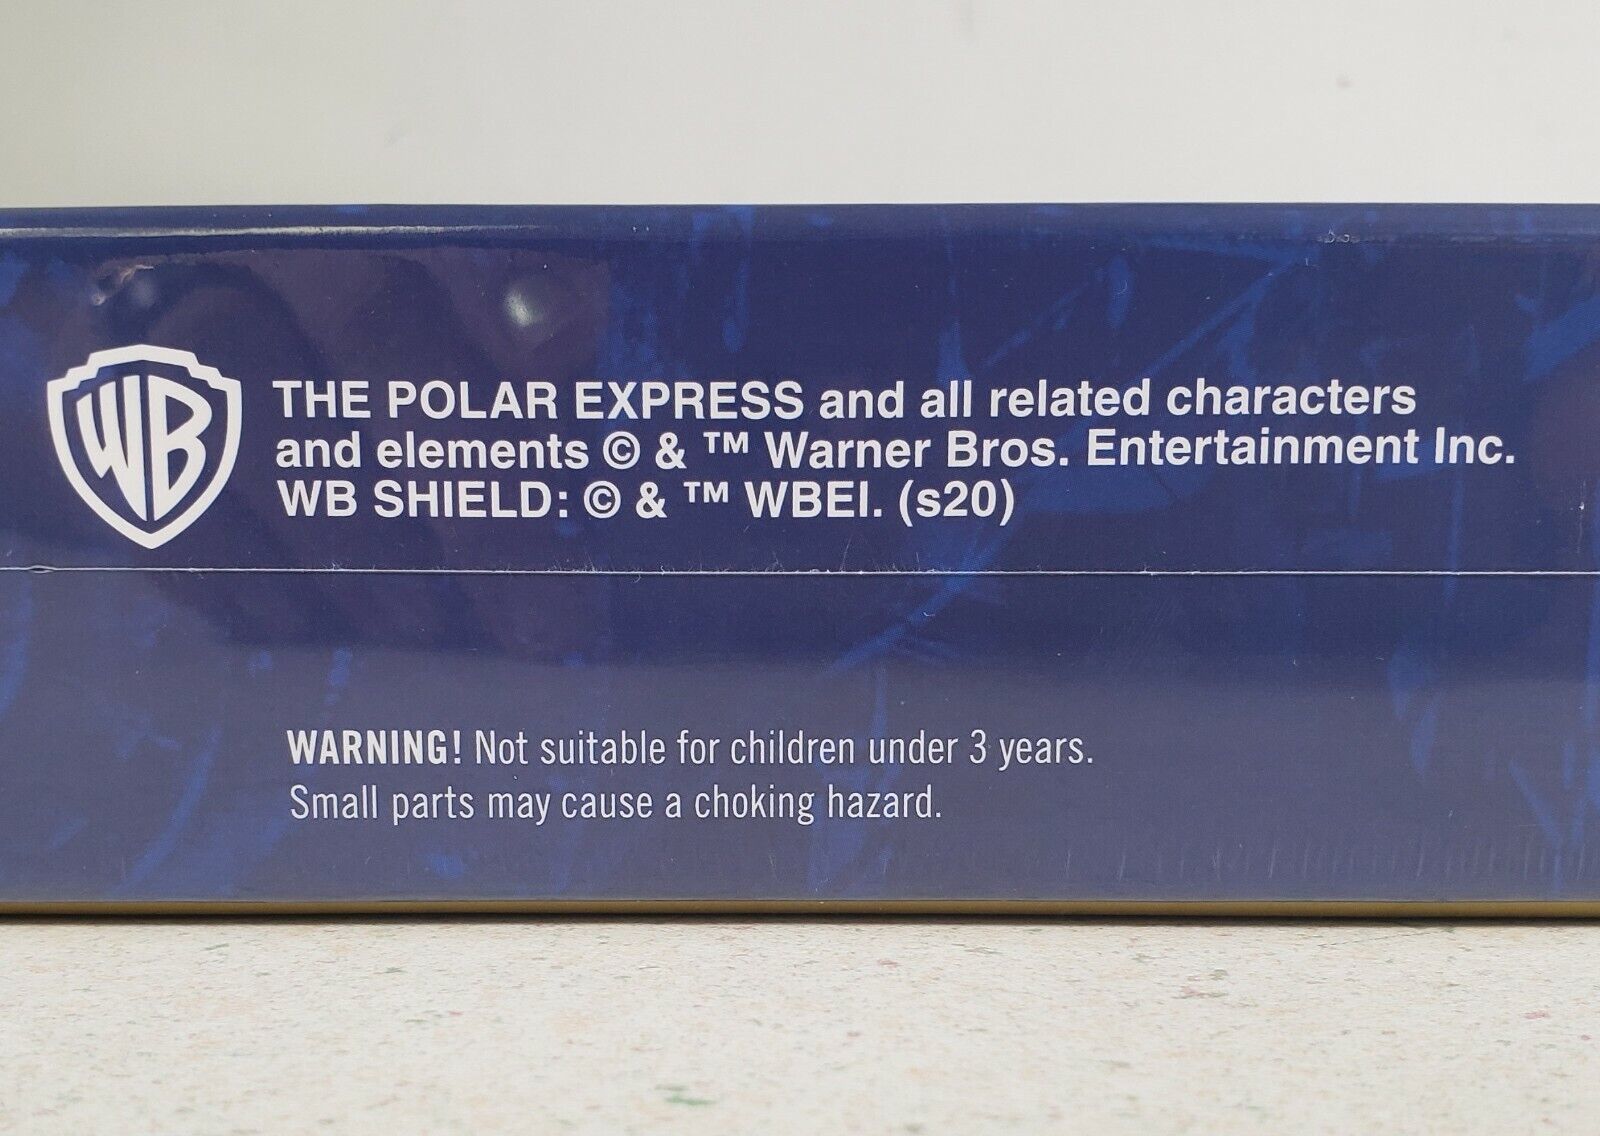 WB
THE POLAR EXPRESS and all related characters
and elements © & ™ Warner Bros. Entertainment Inc.
WB SHIELD: © & ™ WBEI. (s20)
WARNING! Not suitable for children under 3 years.
Small parts may cause a choking hazard.